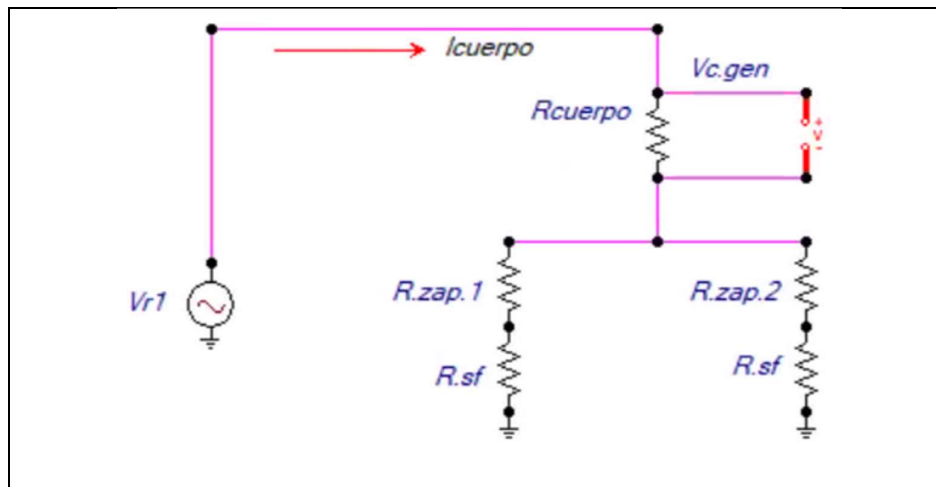 Icuerpo
Vc.gen
Rcuerpo
+
V
-
Vr1
R.zap.1
R.zap.2
R.sf
R.sf